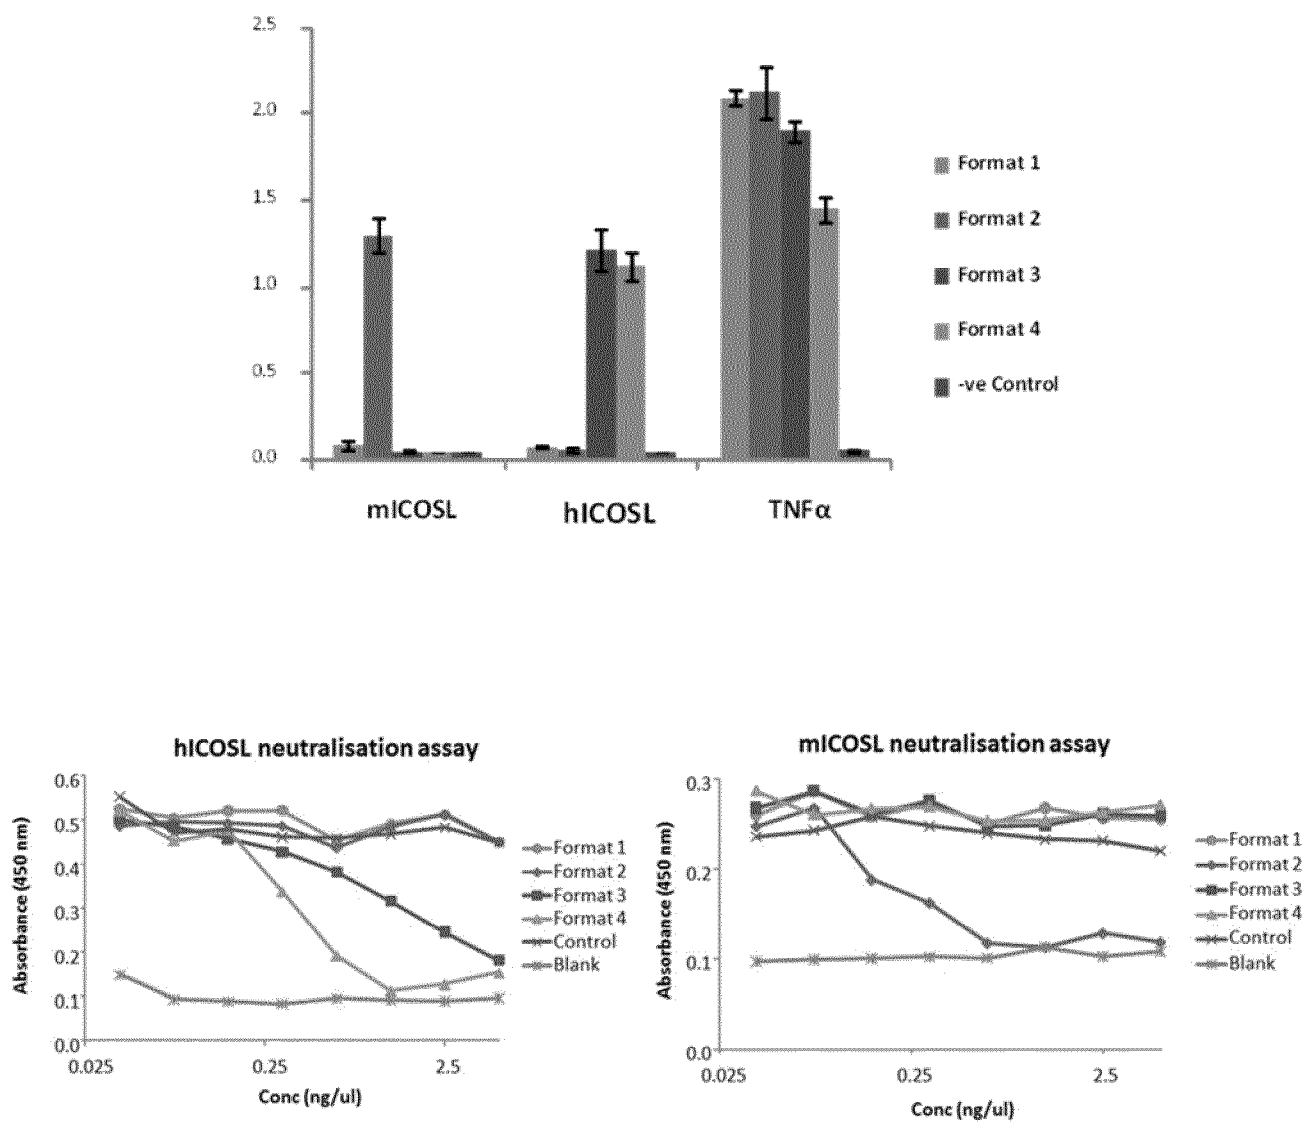 2.5
2.0
1.5
1.0
0.5
0.0
mICOSL
hICOSL
TNFα
Format 1
Format 2
Format 3
Format 4
-ve Control
hICOSL neutralisation assay
Absorbance (450 nm)
0.6
0.5
0.4
0.3
0.2
0.1
0.0
0.025
0.25
2.5
Conc (ng/ul)
Format 1
Format 2
Format 3
Format 4
Control
Blank
mICOSL neutralisation assay
Absorbance (450 nm)
0.3
0.2
0.1
0.0
0.025
0.25
2.5
Conc (ng/ul)
Format 1
Format 2
Format 3
Format 4
Control
Blank